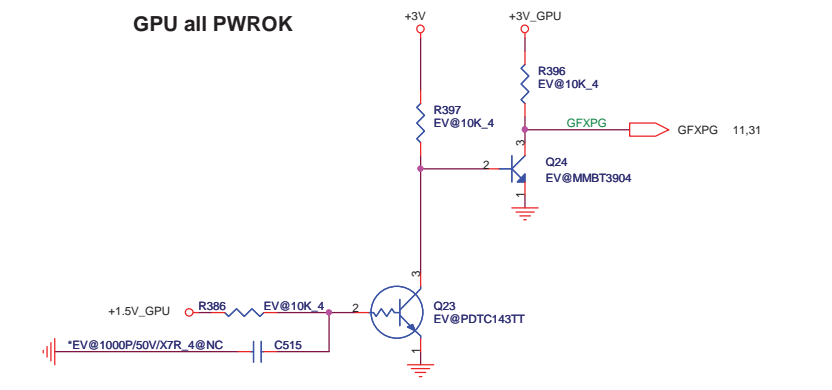 GPU all PWROK
+3V
+3V_GPU
R396
EV@10K_4
R397
EV@10K_4
GFXPG
GFXPG 11,31
3
2
Q24
EV@MMBT3904
1
3
+1.5V_GPU
R386
EV@10K_4
2
Q23
EV@PDTC143TT
*EV@1000P/50V/X7R_4@NC
C515
1